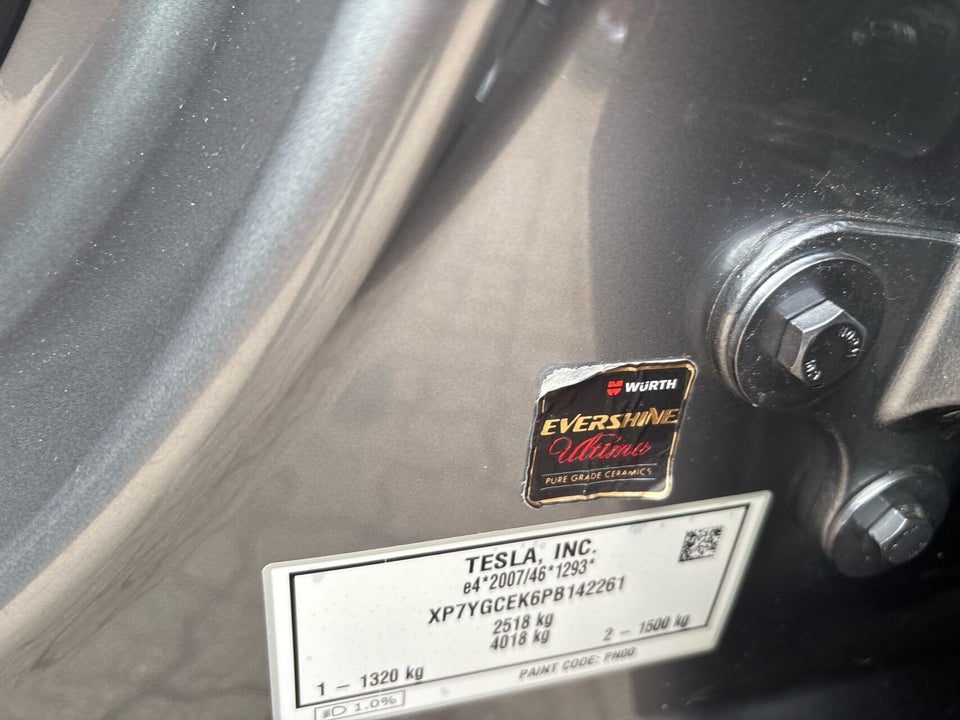 WÜRTH
EVERSHINE
Ultima
PURE GRADE CERAMICS
TESLA, INC.
e4*2007/46*1293*
XP7YGCEK6PB142261
2518 kg
4018 kg
1 – 1320 kg
2 – 1500 kg
PAINT CODE: PN00
1.0%